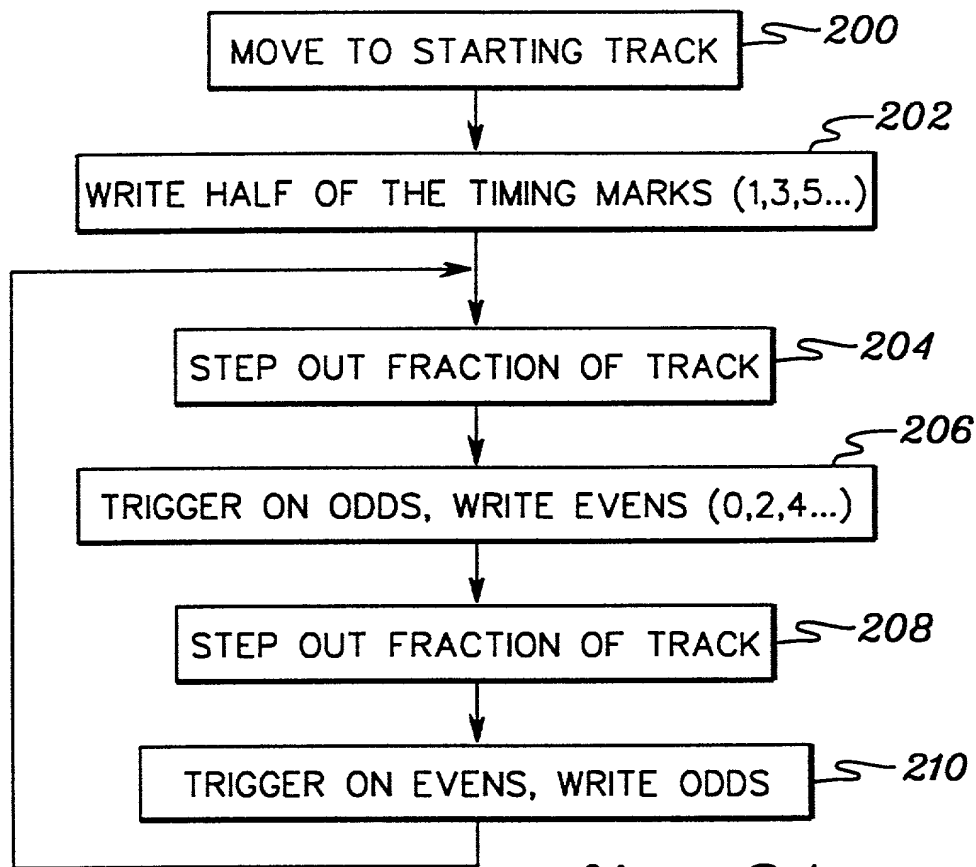 MOVE TO STARTING TRACK
200
202
WRITE HALF OF THE TIMING MARKS (1,3,5...)
STEP OUT FRACTION OF TRACK
204
206
TRIGGER ON ODDS, WRITE EVENS (0,2,4...)
STEP OUT FRACTION OF TRACK
208
TRIGGER ON EVENS, WRITE ODDS
210